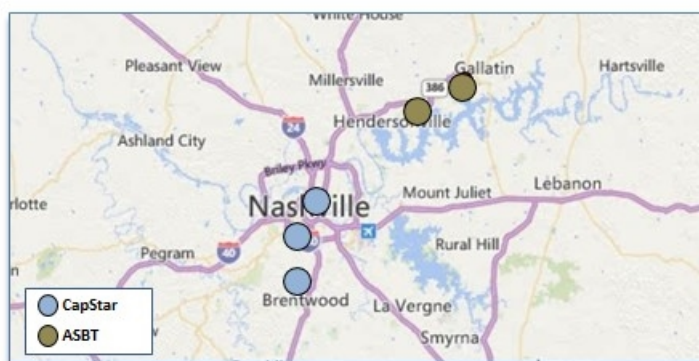 White House
Pleasant View
Gallatin
Hartsville
Millersville
386
Hendersonville
24
Ashland City
Briley Pkwy
Lebanon
Mount Juliet
Nashville
lotte
Rural Hill
Pegram
40
CapStar
Brentwood
La Vergne
ASBT
Smyrna